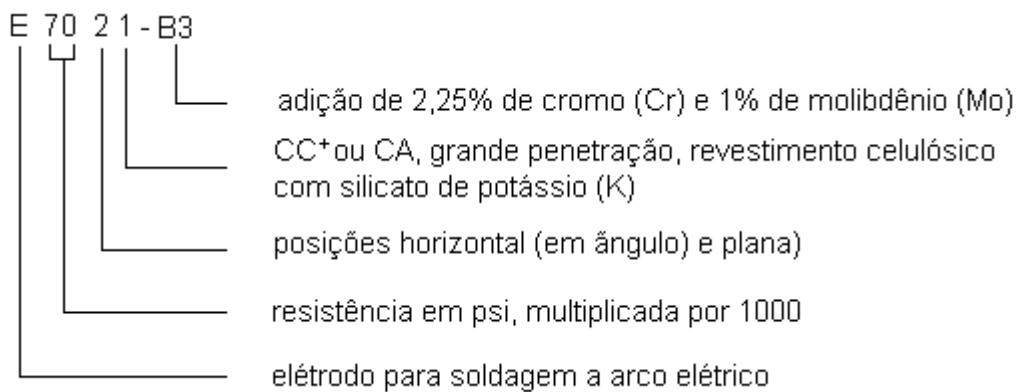 E 70 2 1 - B3
adição de 2,25% de cromo (Cr) e 1% de molibdênio (Mo)
CC⁺ ou CA, grande penetração, revestimento celulósico
com silicato de potássio (K)
posições horizontal (em ângulo) e plana)
resistência em psi, multiplicada por 1000
elétrodo para soldagem a arco elétrico